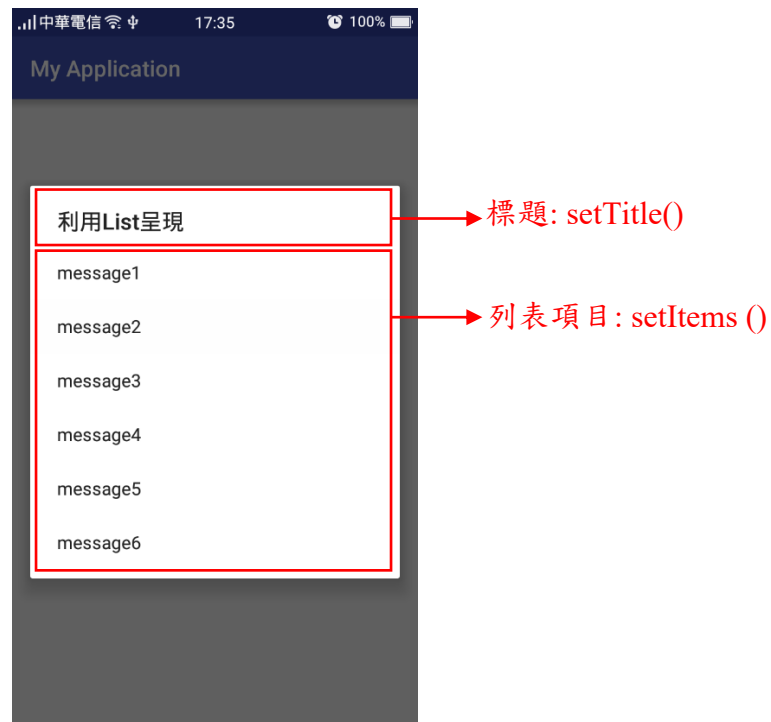 中華電信 17:35 100%
My Application
利用List呈現
標題: setTitle()
message1
列表項目: setItems ()
message2
message3
message4
message5
message6